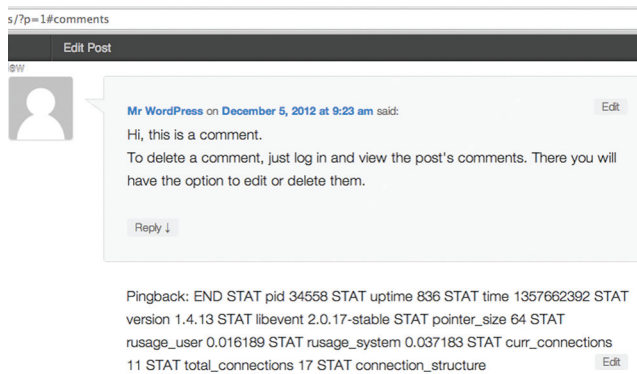 s/?p=1#comments
Edit Post
Mr WordPress on December 5, 2012 at 9:23 am said:
Edit
Hi, this is a comment.
To delete a comment, just log in and view the post's comments. There you will
have the option to edit or delete them.
Reply ↓
Pingback: END STAT pid 34558 STAT uptime 836 STAT time 1357662392 STAT
version 1.4.13 STAT libevent 2.0.17-stable STAT pointer_size 64 STAT
rusage_user 0.016189 STAT rusage_system 0.037183 STAT curr_connections
11 STAT total_connections 17 STAT connection_structure
Edit